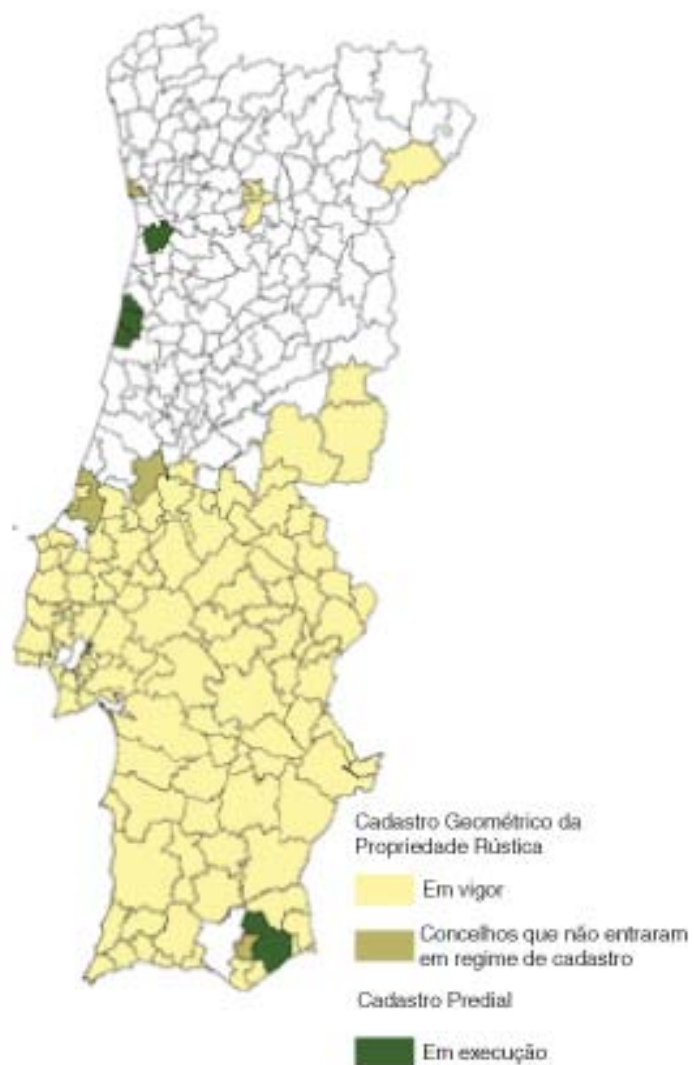 Cadastro Geométrico da
Propriedade Rústica
Em vigor
Concelhos que não entraram
em regime de cadastro
Cadastro Predial
Em execução